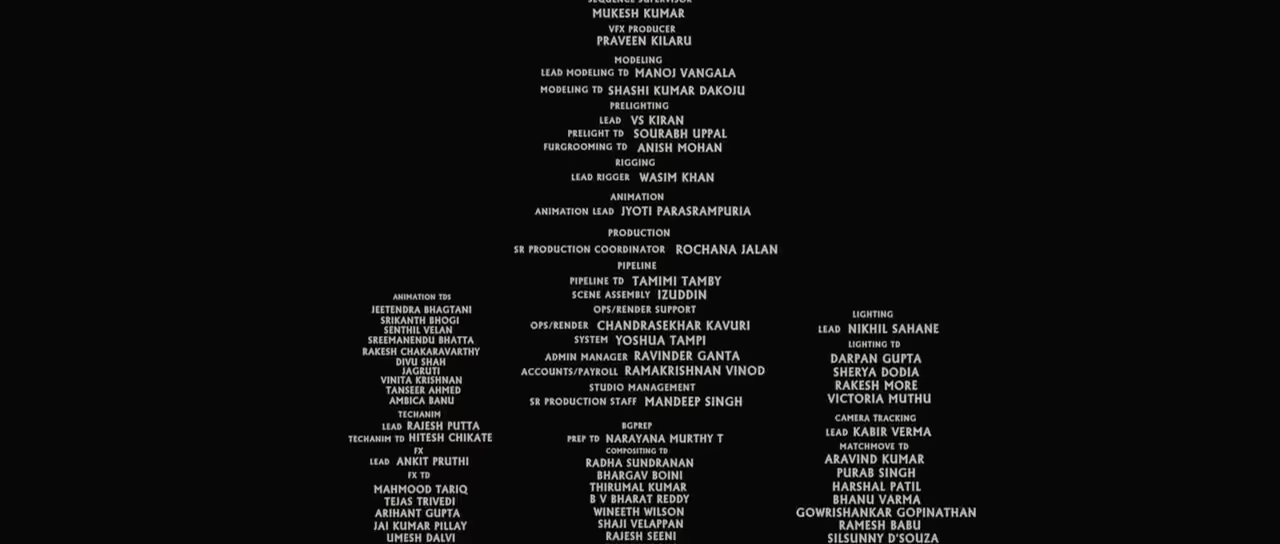 SEQUENCE SUPERVISOR
MUKESH KUMAR
VFX PRODUCER
PRAVEEN KILARU
MODELING
LEAD MODELING TD MANOJ VANGALA
MODELING TD SHASHI KUMAR DAKOJU
PRELIGHTING
LEAD VS KIRAN
PRELIGHT TD SOURABH UPPAL
FURGROOMING TD ANISH MOHAN
RIGGING
LEAD RIGGER WASIM KHAN
ANIMATION
ANIMATION LEAD JYOTI PARASRAMPURIA
PRODUCTION
SR PRODUCTION COORDINATOR ROCHANA JALAN
PIPELINE
PIPELINE TD TAMIMI TAMBY
SCENE ASSEMBLY IZUDDIN
OPS/RENDER SUPPORT
OPS/RENDER CHANDRASEKHAR KAVURI
SYSTEM YOSHUA TAMPI
ADMIN MANAGER RAVINDER GANTA
ACCOUNTS/PAYROLL RAMAKRISHNAN VINOD
STUDIO MANAGEMENT
SR PRODUCTION STAFF MANDEEP SINGH
ANIMATION TDS
JEETENDRA BHAGTANI
SRIKANTH BHOGI
SENTHIL VELAN
SREEMANENDU BHATTA
RAKESH CHAKARAVARTHY
DIVU SHAH
JAGRUTI
VINITA KRISHNAN
TANSEER AHMED
AMBICA BANU
TECHANIM
LEAD RAJESH PUTTA
TECHANIM TD HITESH CHIKATE
FX
LEAD ANKIT PRUTHI
FX TD
MAHMOOD TARIQ
TEJAS TRIVEDI
ARIHANT GUPTA
JAI KUMAR PILLAY
UMESH DALVI
BGPREP
PREP TD NARAYANA MURTHY T
COMPOSITING TD
RADHA SUNDRANAN
BHARGAV BOINI
THIRUMAL KUMAR
B V BHARAT REDDY
WINEETH WILSON
SHAJI VELAPPAN
RAJESH SEENI
LIGHTING
LEAD NIKHIL SAHANE
LIGHTING TD
DARPAN GUPTA
SHERYA DODIA
RAKESH MORE
VICTORIA MUTHU
CAMERA TRACKING
LEAD KABIR VERMA
MATCHMOVE TD
ARAVIND KUMAR
PURAB SINGH
HARSHAL PATIL
BHANU VARMA
GOWRISHANKAR GOPINATHAN
RAMESH BABU
SILSUNNY D'SOUZA